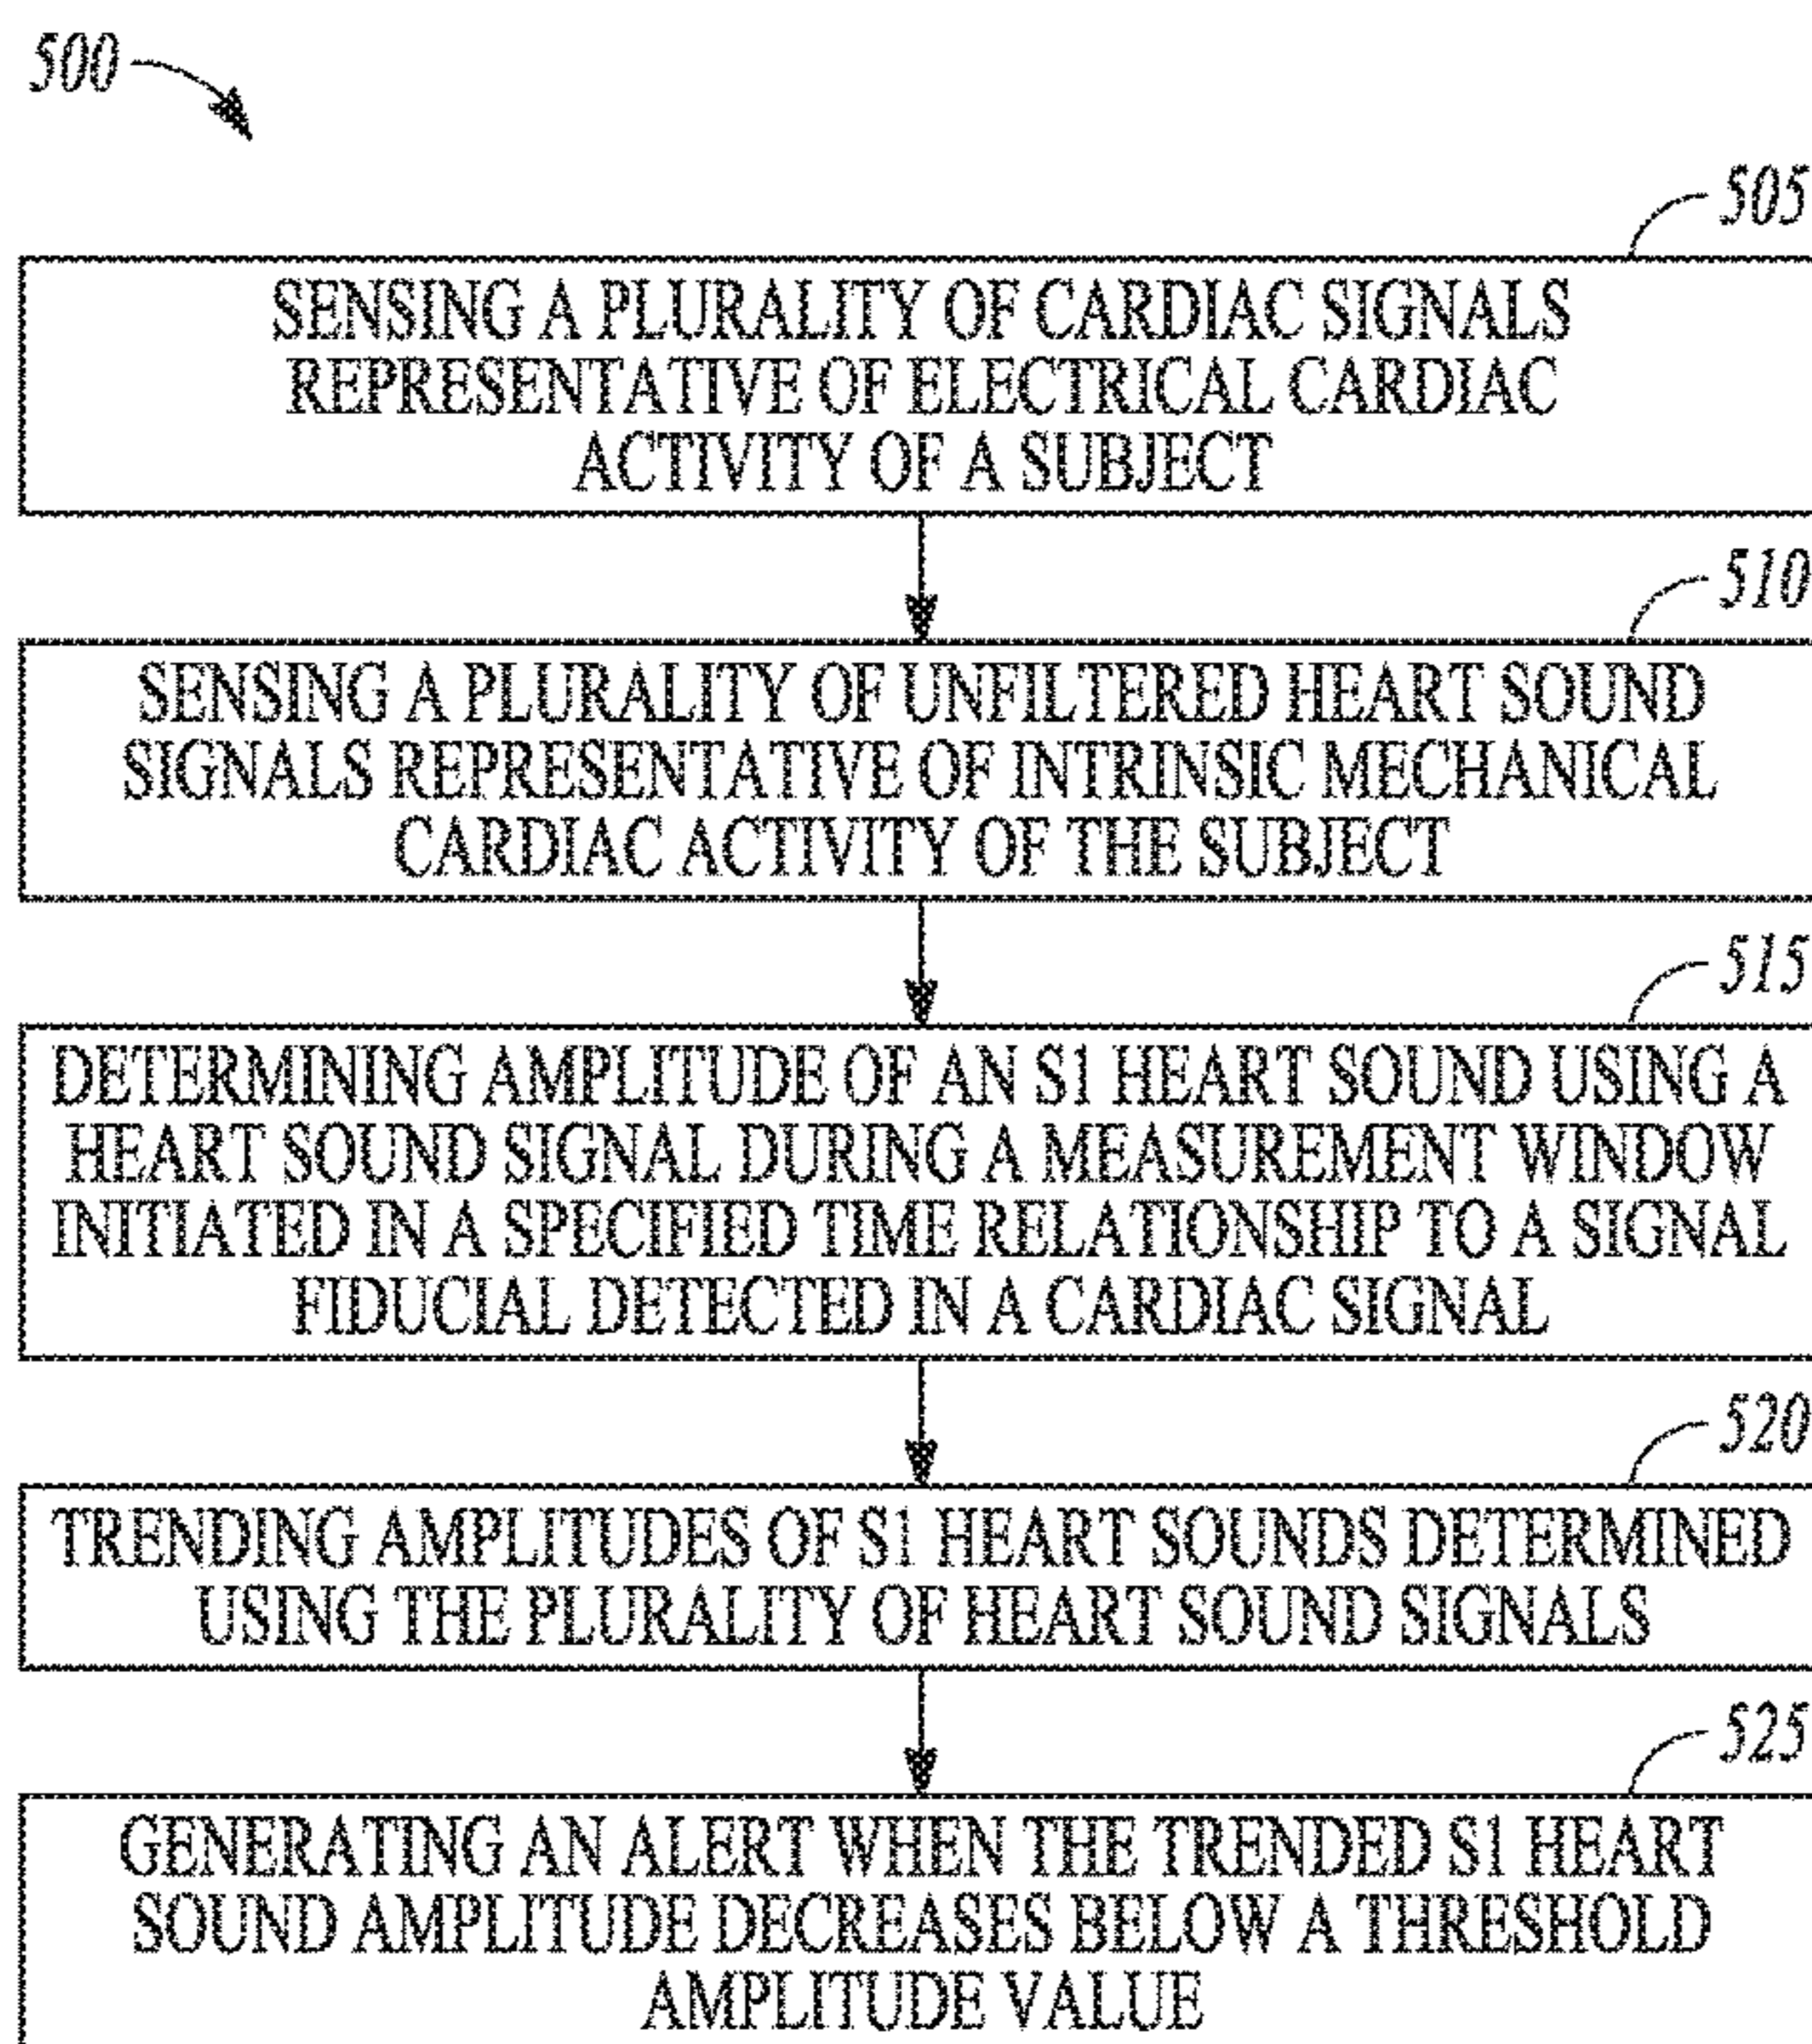 500
505
SENSING A PLURALITY OF CARDIAC SIGNALS
REPRESENTATIVE OF ELECTRICAL CARDIAC
ACTIVITY OF A SUBJECT
510
SENSING A PLURALITY OF UNFILTERED HEART SOUND
SIGNALS REPRESENTATIVE OF INTRINSIC MECHANICAL
CARDIAC ACTIVITY OF THE SUBJECT
515
DETERMINING AMPLITUDE OF AN S1 HEART SOUND USING A
HEART SOUND SIGNAL DURING A MEASUREMENT WINDOW
INITIATED IN A SPECIFIED TIME RELATIONSHIP TO A SIGNAL
FIDUCIAL DETECTED IN A CARDIAC SIGNAL
520
TRENDING AMPLITUDES OF S1 HEART SOUNDS DETERMINED
USING THE PLURALITY OF HEART SOUND SIGNALS
525
GENERATING AN ALERT WHEN THE TRENDED S1 HEART
SOUND AMPLITUDE DECREASES BELOW A THRESHOLD
AMPLITUDE VALUE